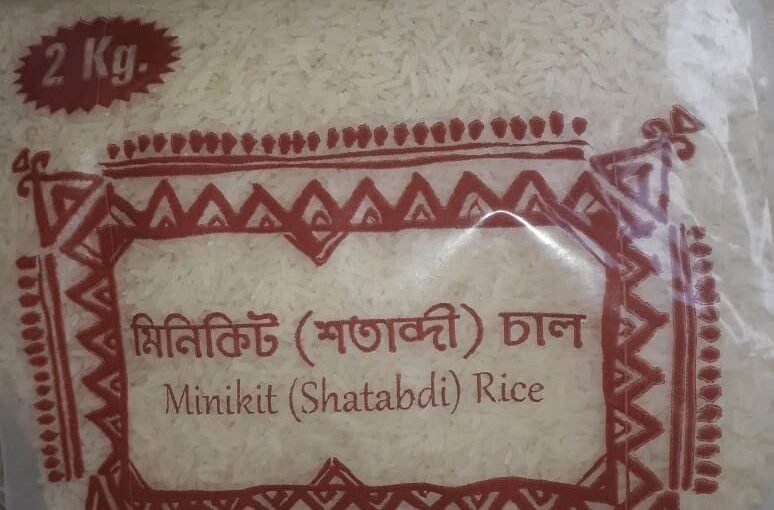 2 Kg.
মিনিকিট (শতাব্দী) চাল
Minikit (Shatabdi) Rice